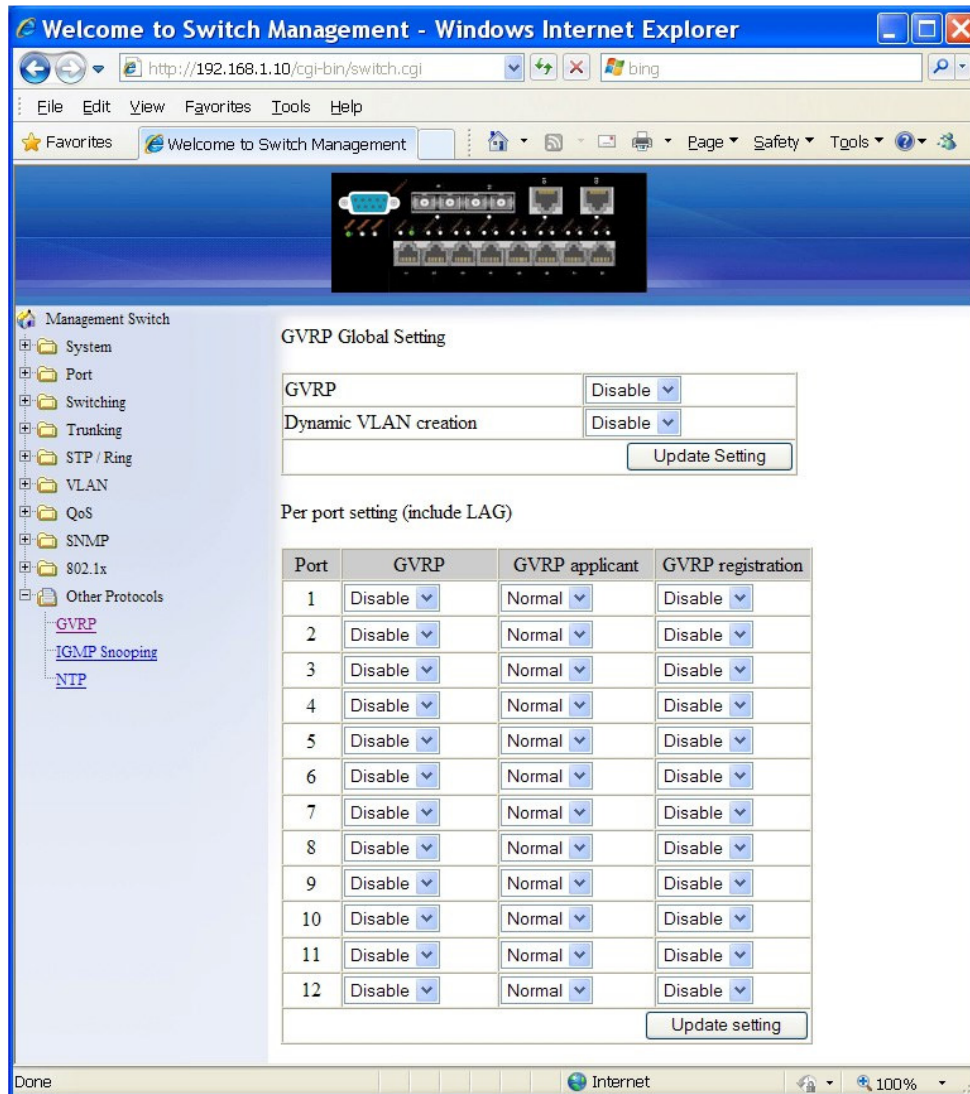 Welcome to Switch Management - Windows Internet Explorer
http://192.168.1.10/cgi-bin/switch.cgi bing
File Edit View Favorites Tools Help
Favorites Welcome to Switch Management Page Safety Tools
Management Switch
System
Port
Switching
Trunking
STP / Ring
VLAN
QoS
SNMP
802.1x
Other Protocols
GVRP
IGMP Snooping
NTP
GVRP Global Setting
GVRP Disable
Dynamic VLAN creation Disable
Update Setting
Per port setting (include LAG)
Port GVRP GVRP applicant GVRP registration
1 Disable Normal Disable
2 Disable Normal Disable
3 Disable Normal Disable
4 Disable Normal Disable
5 Disable Normal Disable
6 Disable Normal Disable
7 Disable Normal Disable
8 Disable Normal Disable
9 Disable Normal Disable
10 Disable Normal Disable
11 Disable Normal Disable
12 Disable Normal Disable
Update setting
Done Internet 100%